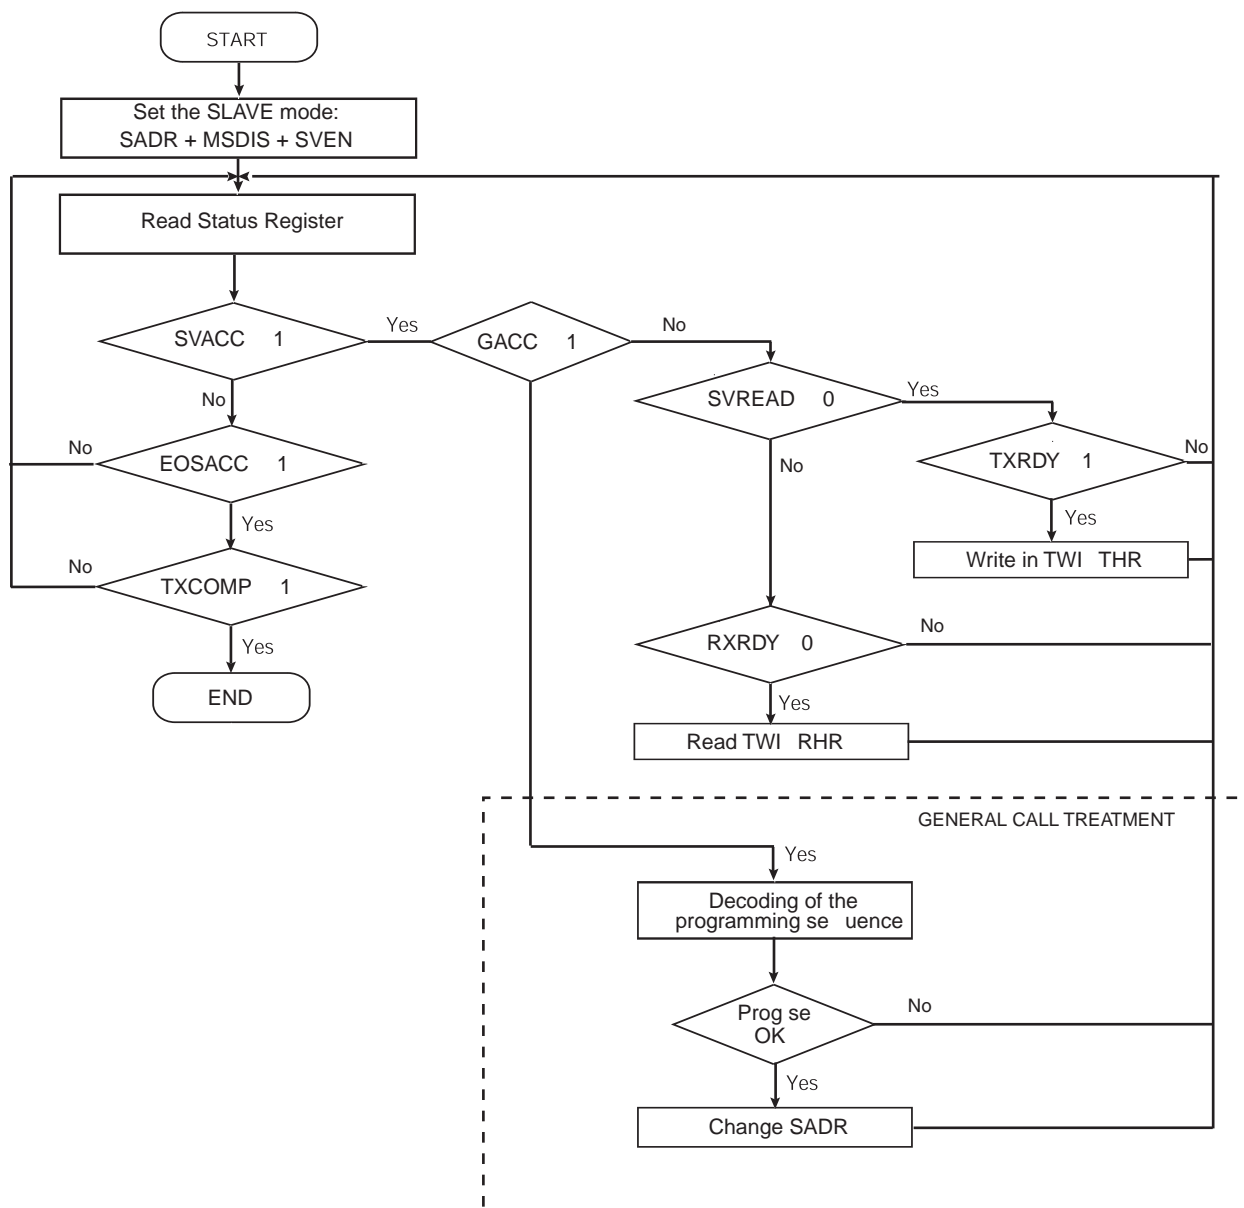 START
Set the SLAVE mode:
SADR + MSDIS + SVEN
Read Status Register
SVACC 1
Yes
GACC 1
No
SVREAD 0
Yes
No
TXRDY 1
No
EOSACC 1
No
No
Yes
Yes
Write in TWI THR
TXCOMP 1
No
Yes
END
RXRDY 0
No
Yes
Read TWI RHR
GENERAL CALL TREATMENT
Yes
Decoding of the
programming se uence
Prog se
OK
No
Yes
Change SADR